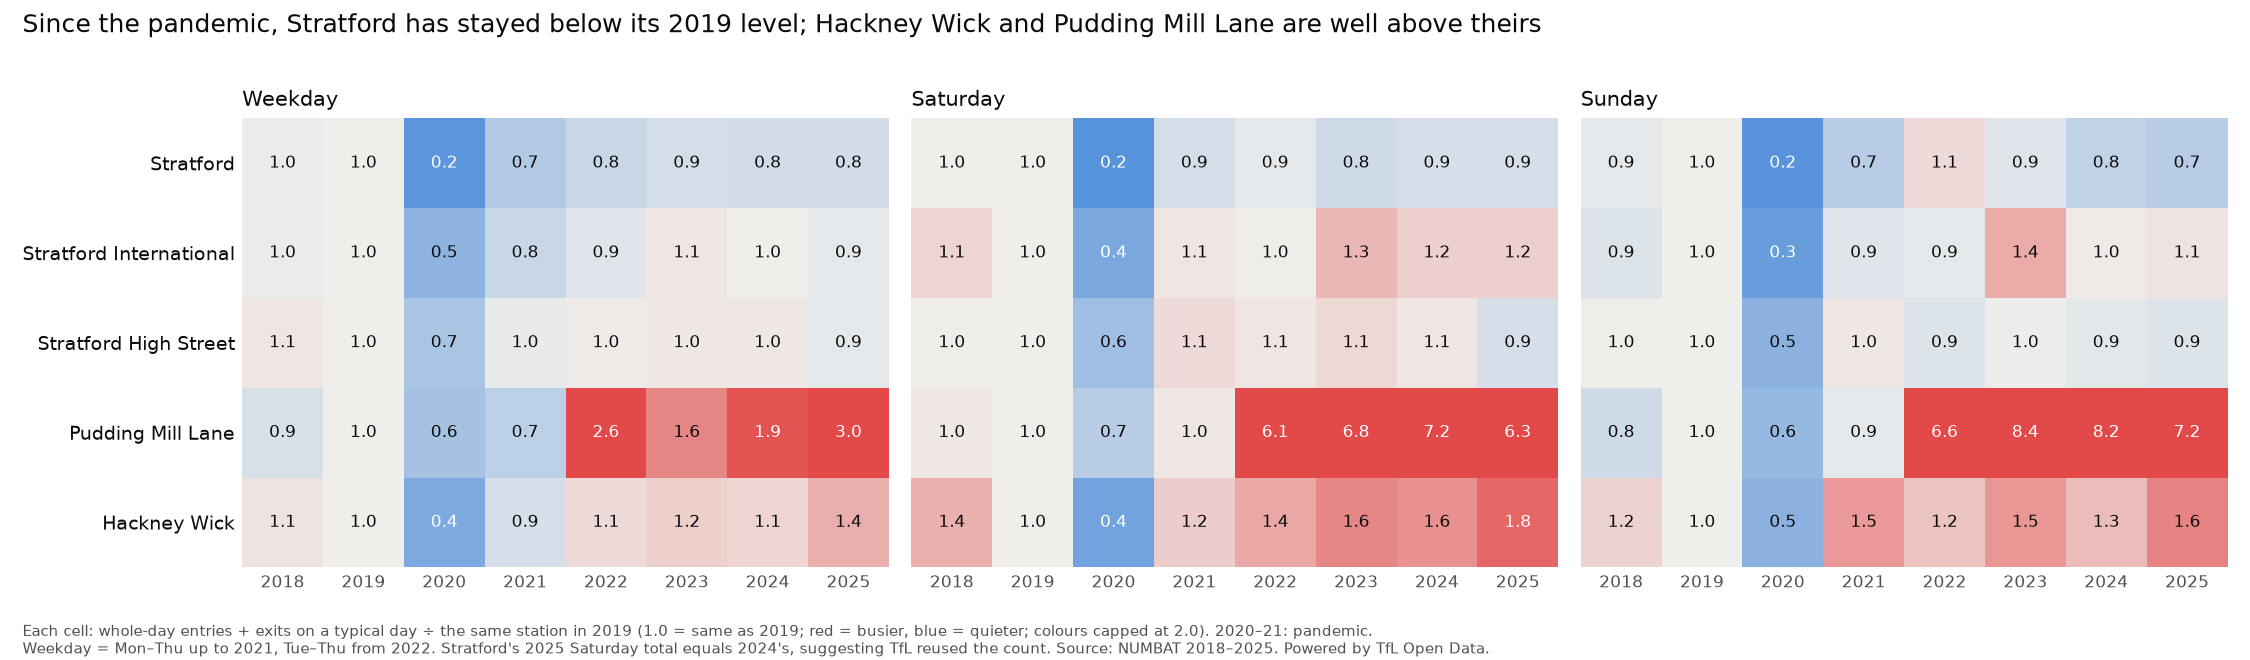 Since the pandemic, Stratford has stayed below its 2019 level; Hackney Wick and Pudding Mill Lane are well above theirs
Weekday Saturday Sunday
Stratford 1.0 1.0 0.2 0.7 0.8 0.9 0.8 0.8 1.0 1.0 0.2 0.9 0.9 0.8 0.9 0.9 0.9 1.0 0.2 0.7 1.1 0.9 0.8 0.7
Stratford International 1.0 1.0 0.5 0.8 0.9 1.1 1.0 0.9 1.1 1.0 0.4 1.1 1.0 1.3 1.2 1.2 0.9 1.0 0.3 0.9 0.9 1.4 1.0 1.1
Stratford High Street 1.1 1.0 0.7 1.0 1.0 1.0 1.0 0.9 1.0 1.0 0.6 1.1 1.1 1.1 1.1 0.9 1.0 1.0 0.5 1.0 0.9 1.0 0.9 0.9
Pudding Mill Lane 0.9 1.0 0.6 0.7 2.6 1.6 1.9 3.0 1.0 1.0 0.7 1.0 6.1 6.8 7.2 6.3 0.8 1.0 0.6 0.9 6.6 8.4 8.2 7.2
Hackney Wick 1.1 1.0 0.4 0.9 1.1 1.2 1.1 1.4 1.4 1.0 0.4 1.2 1.4 1.6 1.6 1.8 1.2 1.0 0.5 1.5 1.2 1.5 1.3 1.6
2018 2019 2020 2021 2022 2023 2024 2025 2018 2019 2020 2021 2022 2023 2024 2025 2018 2019 2020 2021 2022 2023 2024 2025
Each cell: whole-day entries + exits on a typical day ÷ the same station in 2019 (1.0 = same as 2019; red = busier, blue = quieter; colours capped at 2.0). 2020–21: pandemic.
Weekday = Mon–Thu up to 2021, Tue–Thu from 2022. Stratford's 2025 Saturday total equals 2024's, suggesting TfL reused the count. Source: NUMBAT 2018–2025. Powered by TfL Open Data.